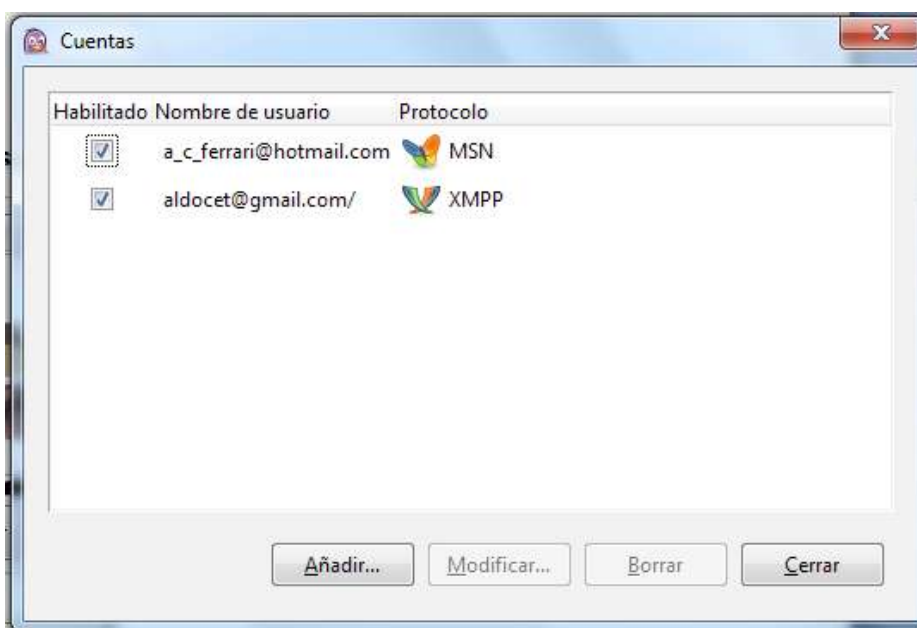 Cuentas
Habilitado Nombre de usuario Protocolo
a_c_ferrari@hotmail.com MSN
aldocet@gmail.com/ XMPP
Añadir... Modificar... Borrar Cerrar